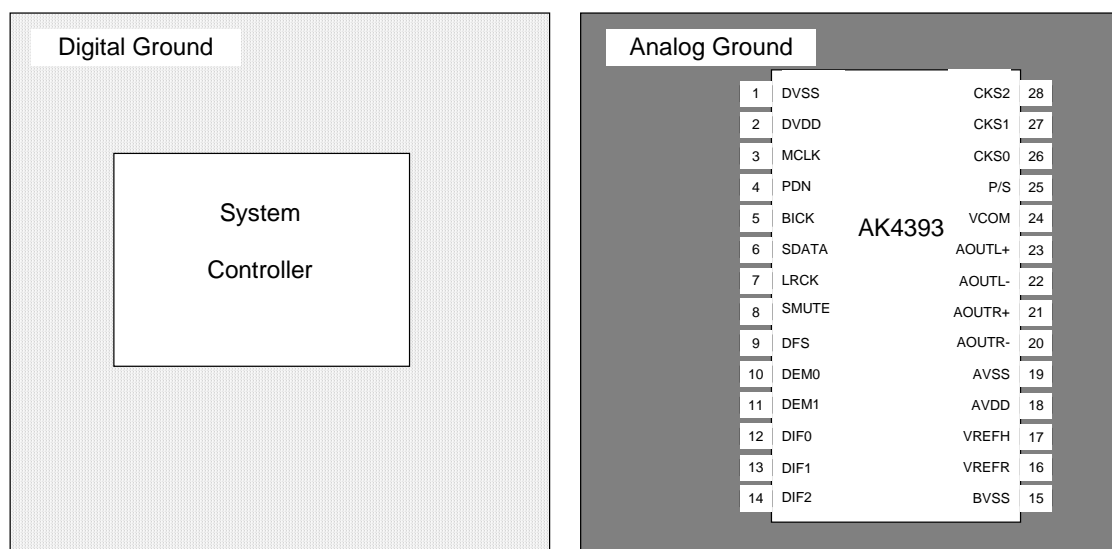 Digital Ground
System
Controller
Analog Ground
AK4393
1 DVSS
2 DVDD
3 MCLK
4 PDN
5 BICK
6 SDATA
7 LRCK
8 SMUTE
9 DFS
10 DEM0
11 DEM1
12 DIF0
13 DIF1
14 DIF2
CKS2 28
CKS1 27
CKS0 26
P/S 25
VCOM 24
AOUTL+ 23
AOUTL- 22
AOUTR+ 21
AOUTR- 20
AVSS 19
AVDD 18
VREFH 17
VREFR 16
BVSS 15